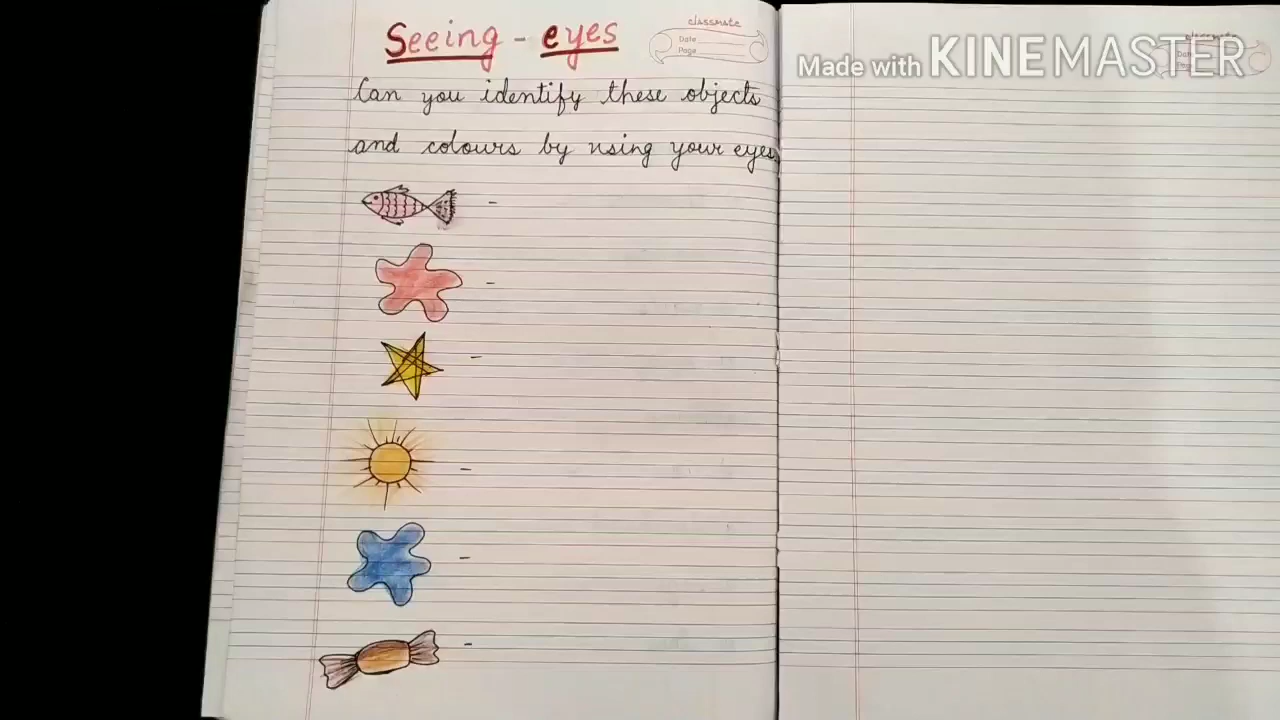 Seeing - eyes
classmate
Date
Page
Made with KINEMASTER
Can you identify these objects
and colours by using your eyes
-
-
-
-
-
-